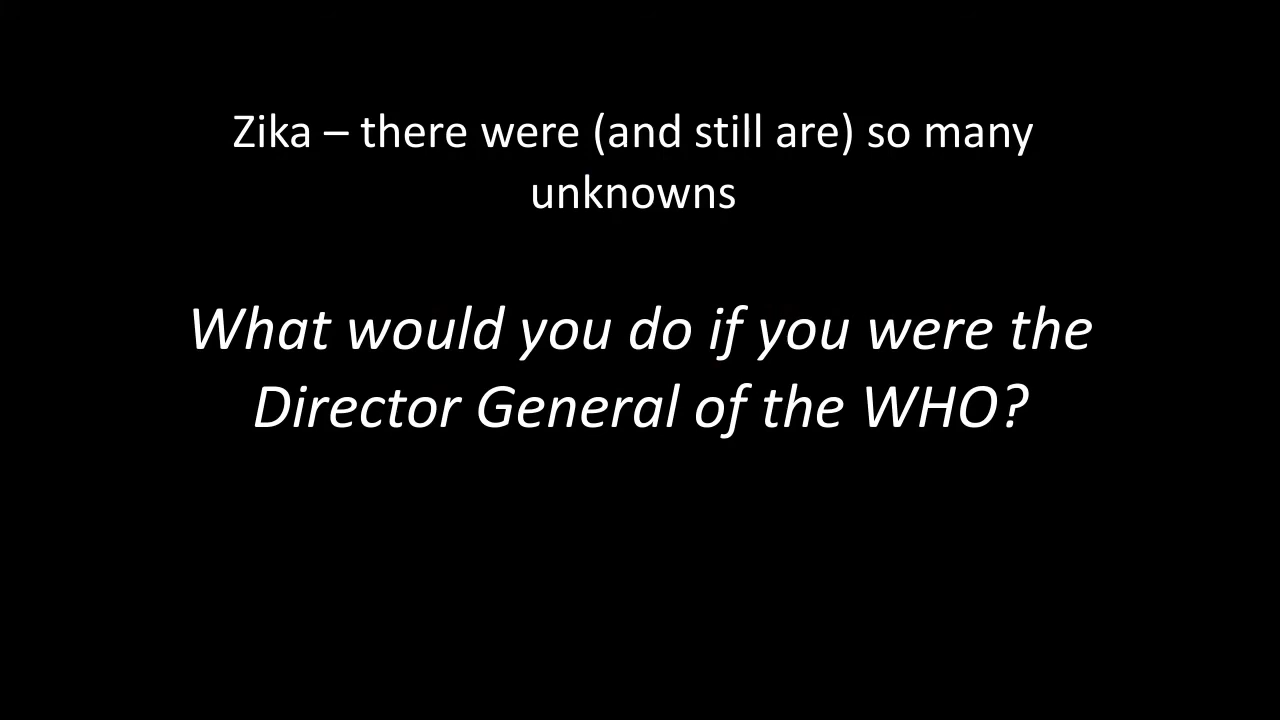 Zika – there were (and still are) so many
unknowns
What would you do if you were the
Director General of the WHO?